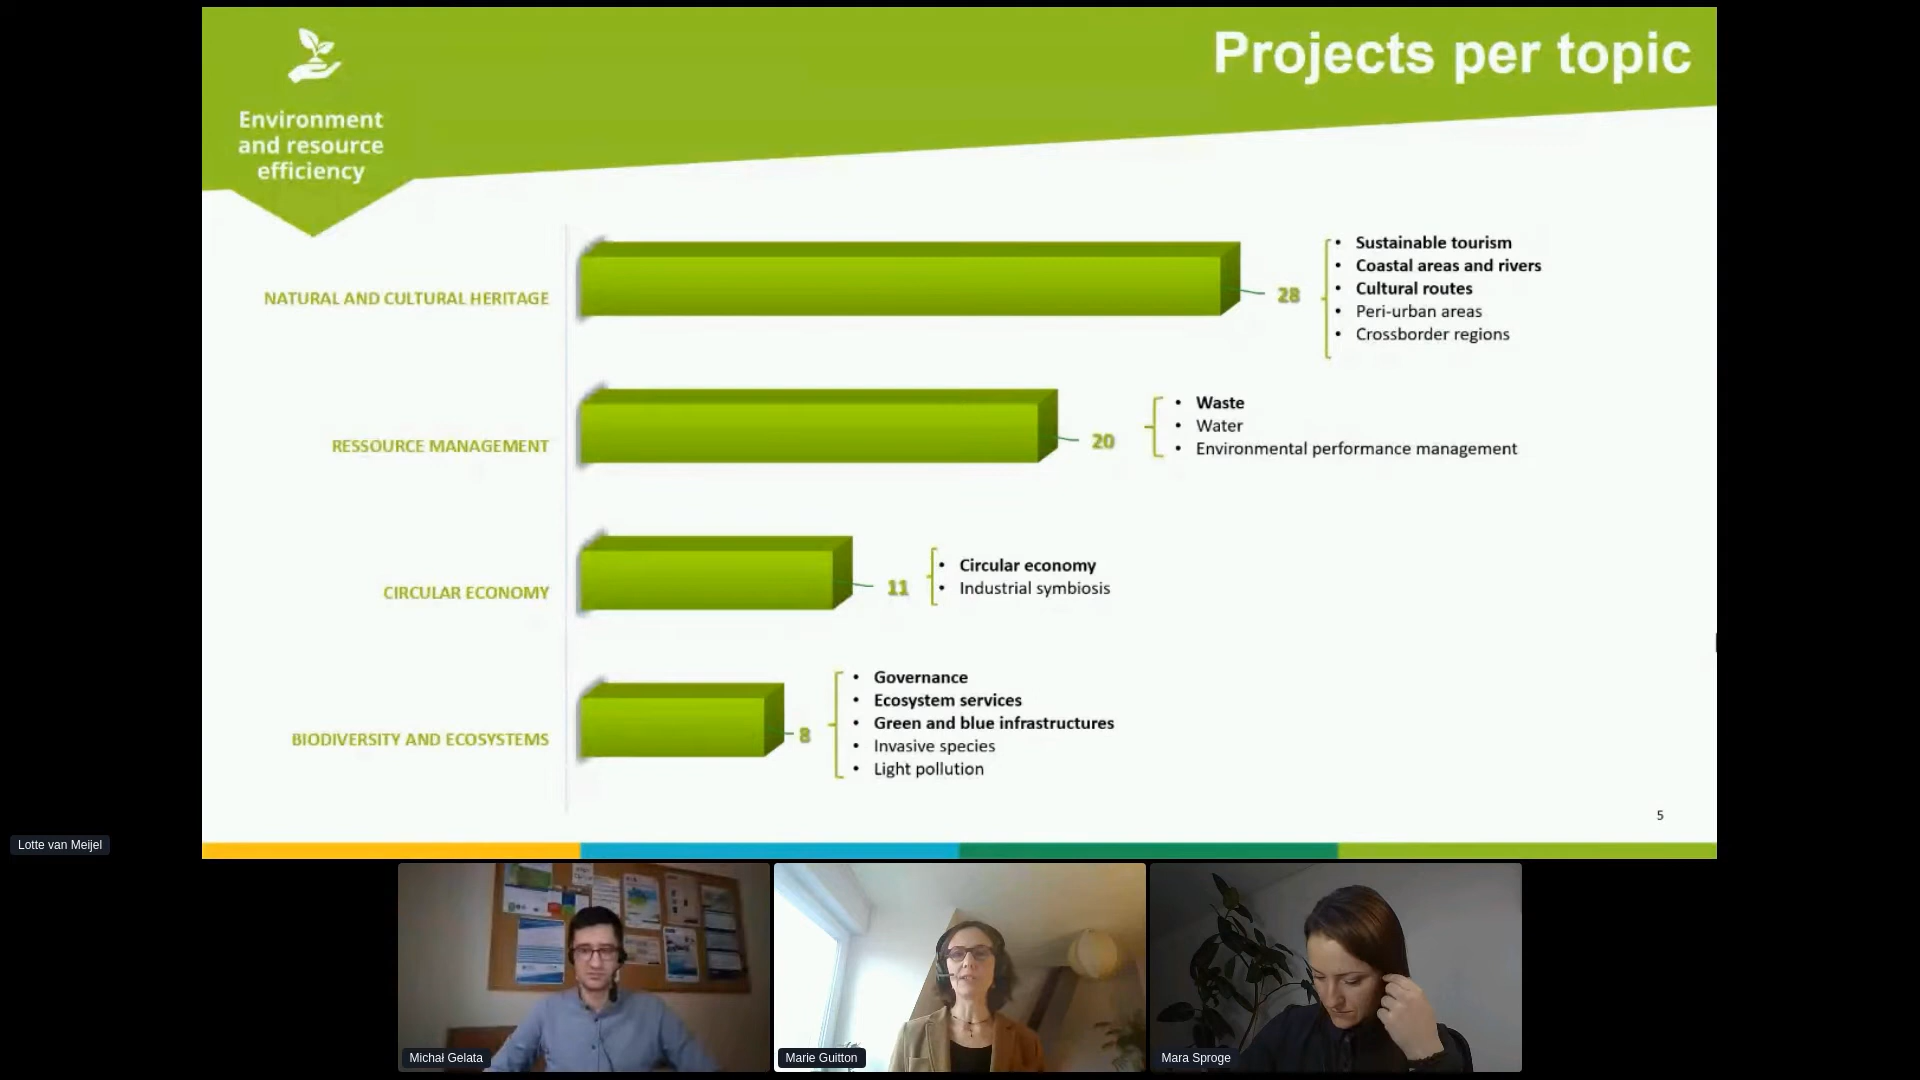 Projects per topic
Environment
and resource
efficiency
NATURAL AND CULTURAL HERITAGE
28
• Sustainable tourism
• Coastal areas and rivers
• Cultural routes
• Peri-urban areas
• Crossborder regions
RESSOURCE MANAGEMENT
20
• Waste
• Water
• Environmental performance management
CIRCULAR ECONOMY
11
• Circular economy
• Industrial symbiosis
BIODIVERSITY AND ECOSYSTEMS
8
• Governance
• Ecosystem services
• Green and blue infrastructures
• Invasive species
• Light pollution
5
Lotte van Meijel
Michał Gelata
Marie Guitton
Mara Sproge